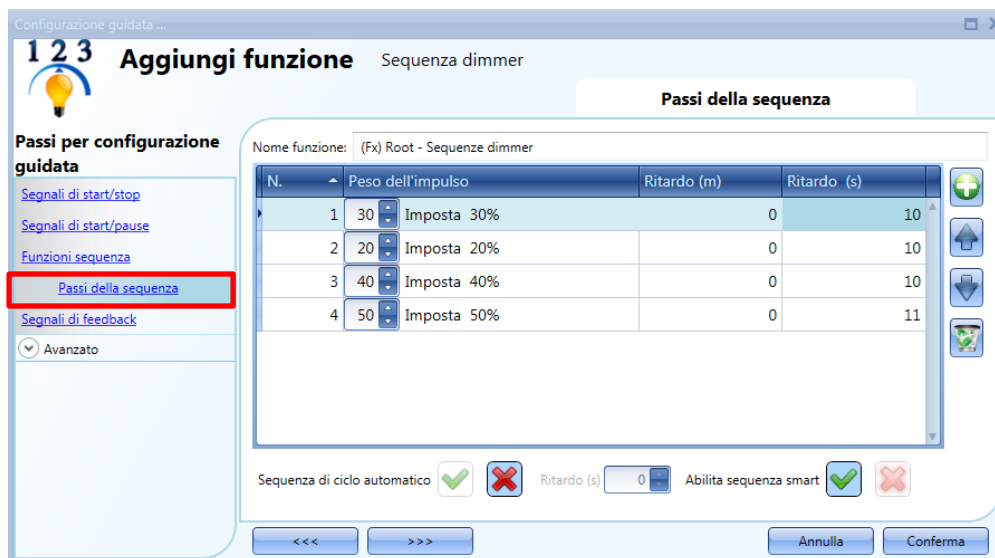 Configurazione guidata ...
1 2 3
Aggiungi funzione Sequenza dimmer
Passi della sequenza
Passi per configurazione
guidata
Segnali di start/stop
Segnali di start/pause
Funzioni sequenza
Passi della sequenza
Segnali di feedback
Avanzato
Nome funzione: (Fx) Root - Sequenze dimmer
N. Peso dell'impulso Ritardo (m) Ritardo (s)
1 30 Imposta 30% 0 10
2 20 Imposta 20% 0 10
3 40 Imposta 40% 0 10
4 50 Imposta 50% 0 11
Sequenza di ciclo automatico Ritardo (s) 0 Abilita sequenza smart
<<< >>> Annulla Conferma